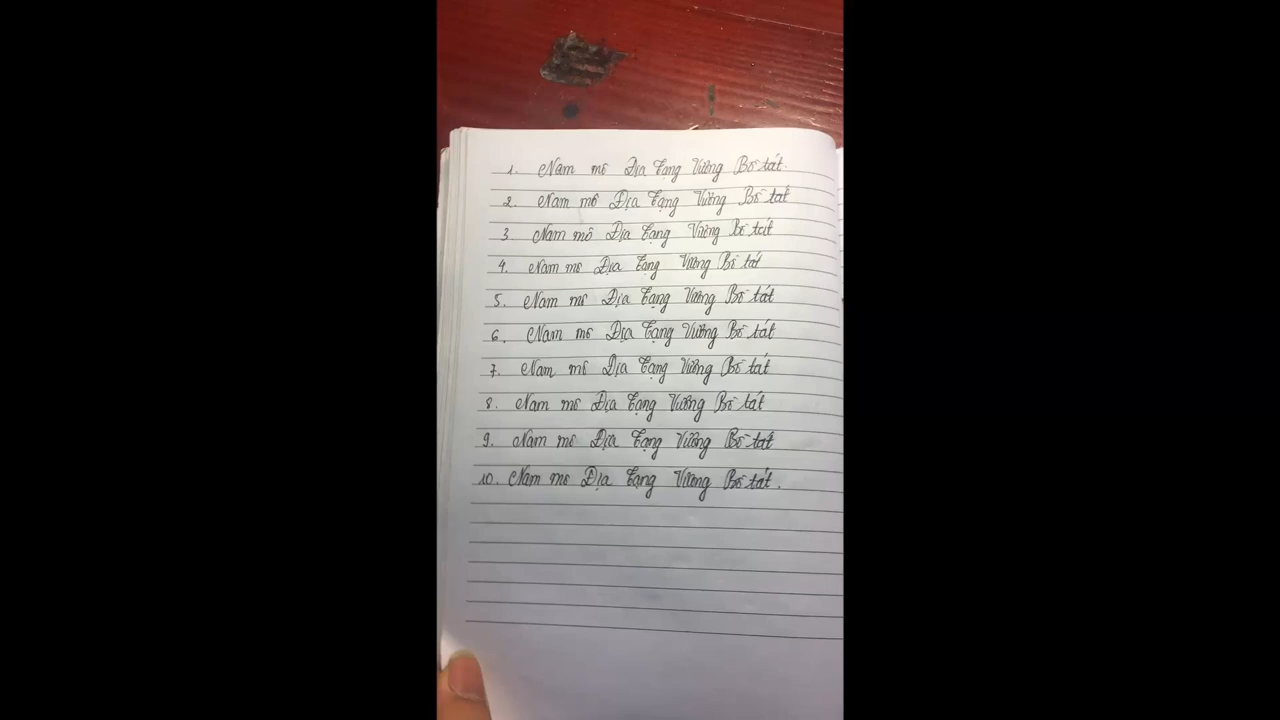 1. Nam mô Địa Tạng Vương Bồ tát.
2. Nam mô Địa Tạng Vương Bồ tát
3 Nam mô Địa Tạng Vương Bồ tát
4. Nam mô Địa Tạng Vương Bồ tát
5. Nam mô Địa Tạng Vương Bồ tát
6. Nam mô Địa Tạng Vương Bồ tát
7. Nam mô Địa Tạng Vương Bồ tát
8. Nam mô Địa Tạng Vương Bồ tát
9. Nam mô Địa Tạng Vương Bồ tát
10. Nam mô Địa Tạng Vương Bồ tát.